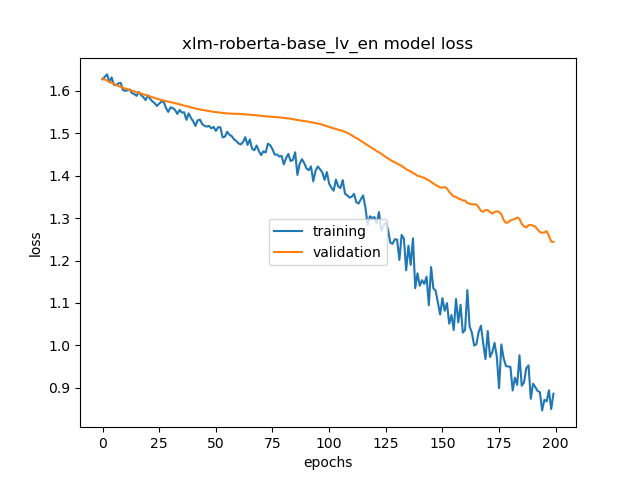 xlm-roberta-base_lv_en model loss
loss
1.6
1.5
1.4
1.3
1.2
1.1
1.0
0.9
training
validation
0 25 50 75 100 125 150 175 200
epochs